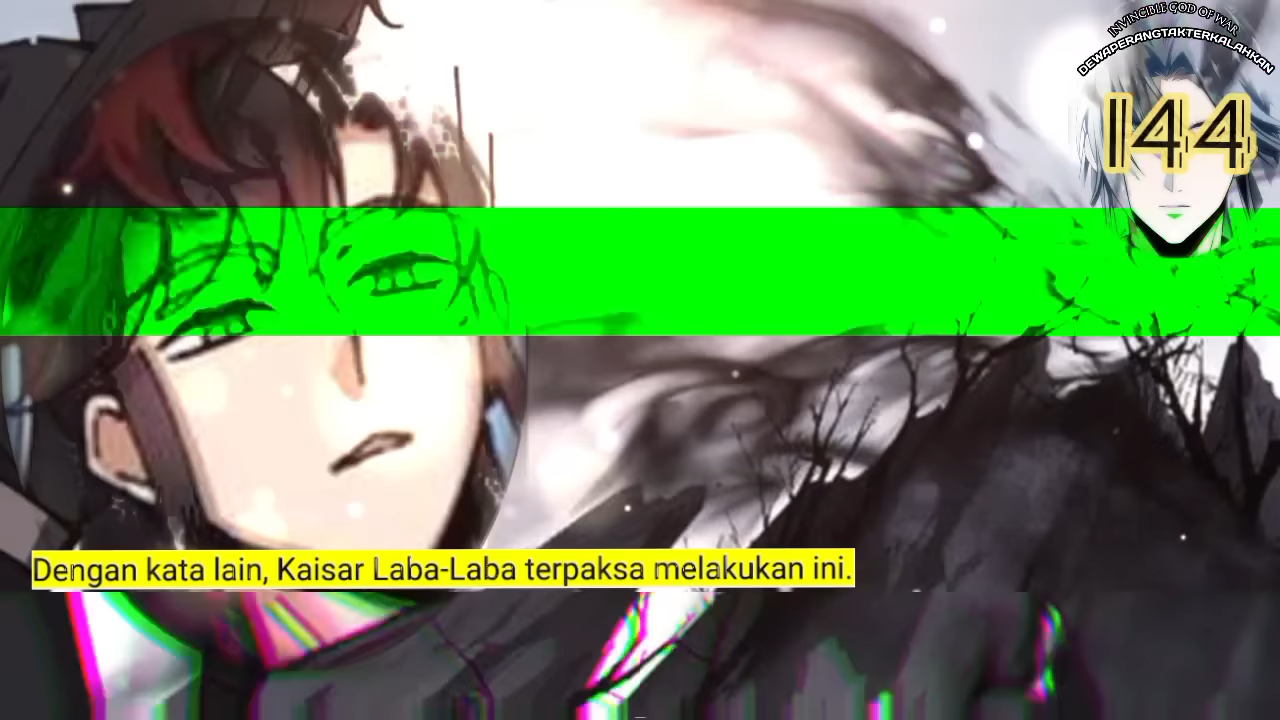 INVINCIBLE GOD OF WAR
DEWAPERANGTAKTERKALAHKAN
144
Dengan kata lain, Kaisar Laba-Laba terpaksa melakukan ini.